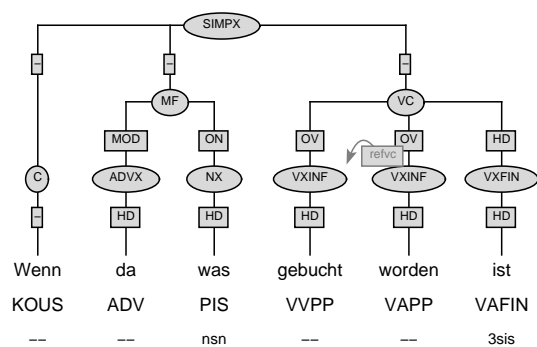 SIMPX
– – –
MF VC
MOD ON OV OV HD
refvc
C ADVX NX VXINF VXINF VXFIN
– HD HD HD HD HD
Wenn da was gebucht worden ist
KOUS ADV PIS VVPP VAPP VAFIN
−− −− nsn −− −− 3sis